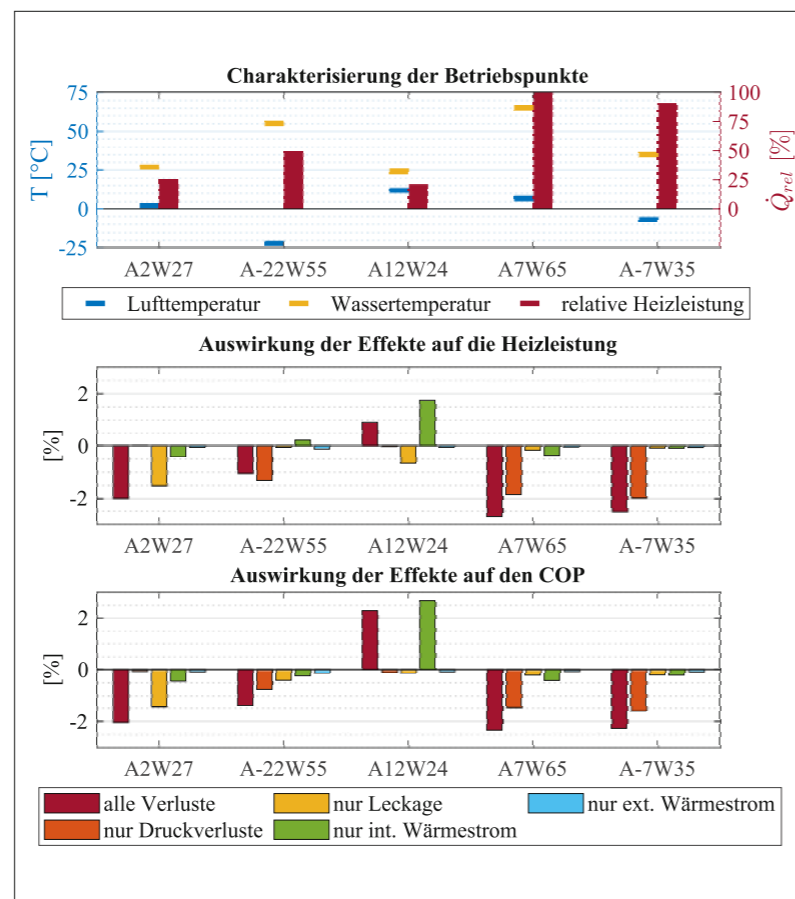 Charakterisierung der Betriebspunkte
75
50
25
0
-25
T [°C]
100
75
50
25
0
Q̇rel [%]
A2W27 A-22W55 A12W24 A7W65 A-7W35
Lufttemperatur Wassertemperatur relative Heizleistung
Auswirkung der Effekte auf die Heizleistung
2
0
-2
[%]
A2W27 A-22W55 A12W24 A7W65 A-7W35
Auswirkung der Effekte auf den COP
2
0
-2
[%]
A2W27 A-22W55 A12W24 A7W65 A-7W35
alle Verluste nur Leckage nur ext. Wärmestrom
nur Druckverluste nur int. Wärmestrom